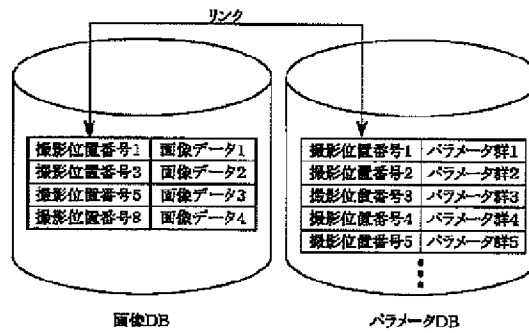 リンク
撮影位置番号1 画像データ1
撮影位置番号3 画像データ2
撮影位置番号5 画像データ3
撮影位置番号8 画像データ4
撮影位置番号1 パラメータ群1
撮影位置番号2 パラメータ群2
撮影位置番号3 パラメータ群3
撮影位置番号4 パラメータ群4
撮影位置番号5 パラメータ群5
画像DB
パラメータDB